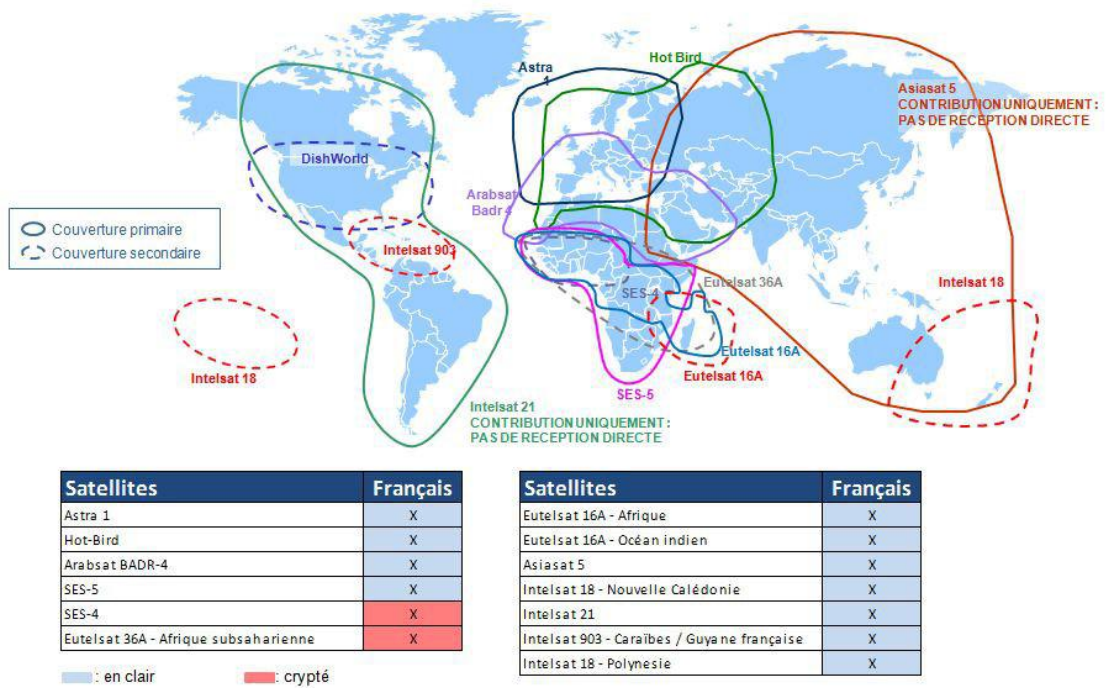 Hot Bird
Astra
1
Asiasat 5
CONTRIBUTION UNIQUEMENT :
PAS DE RECEPTION DIRECTE
DishWorld
Arabsat
Badr 4
Couverture primaire
Couverture secondaire
Intelsat 903
Eutelsat 36A
SES-4
Intelsat 18
Eutelsat 16A
Intelsat 18
Eutelsat 16A
SES-5
Intelsat 21
CONTRIBUTION UNIQUEMENT :
PAS DE RECEPTION DIRECTE
Satellites Français
Astra 1 X
Hot-Bird X
Arabsat BADR-4 X
SES-5 X
SES-4 X
Eutelsat 36A - Afrique subsaharienne X
: en clair : crypté
Satellites Français
Eutelsat 16A - Afrique X
Eutelsat 16A - Océan indien X
Asiasat 5 X
Intelsat 18 - Nouvelle Calédonie X
Intelsat 21 X
Intelsat 903 - Caraïbes / Guyane française X
Intelsat 18 - Polynesie X